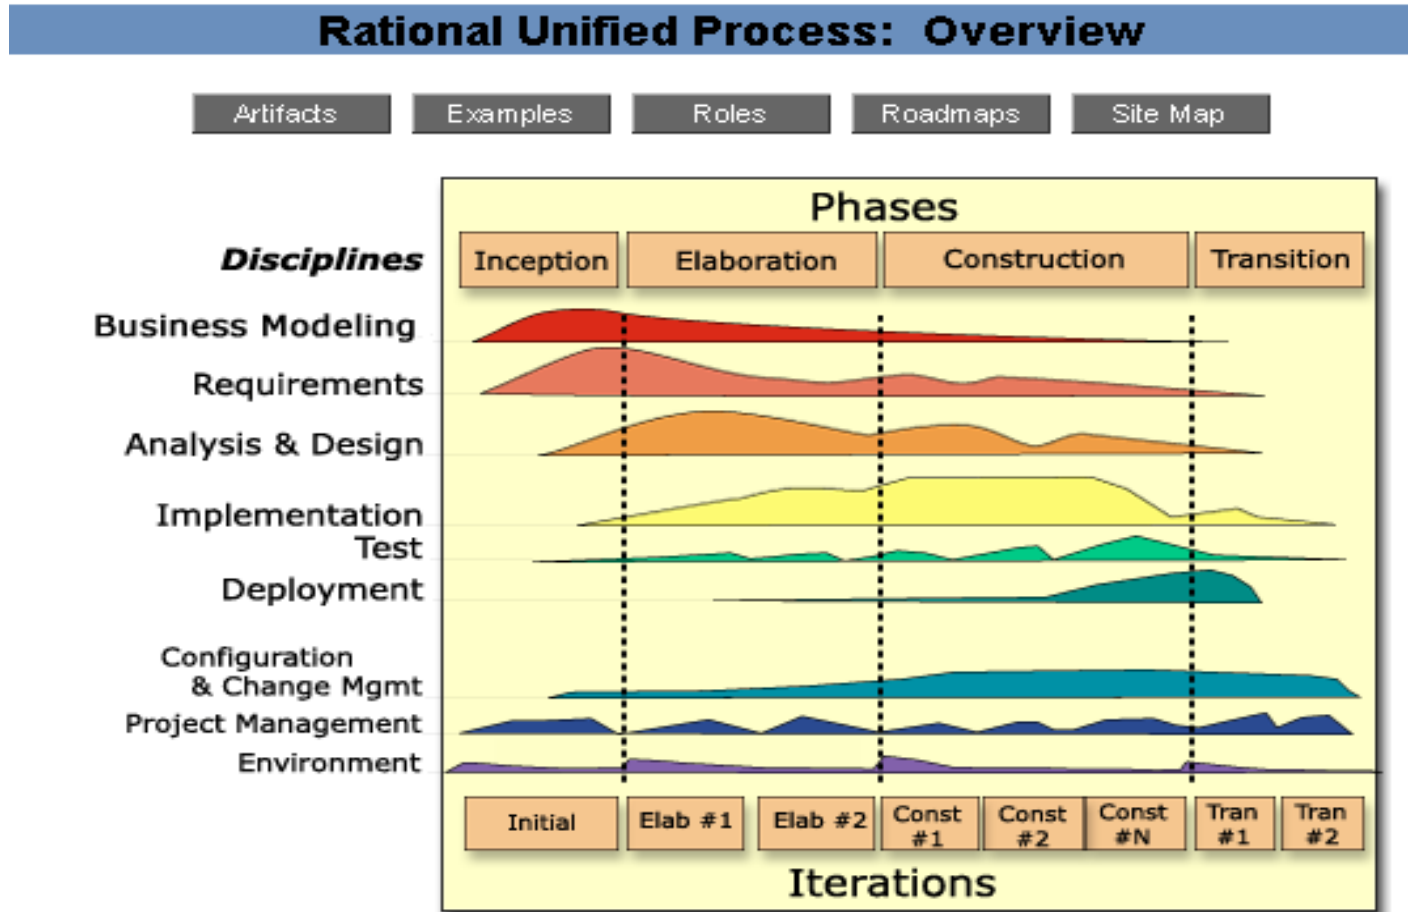 Rational Unified Process: Overview
Artifacts
Examples
Roles
Roadmaps
Site Map
Phases
Disciplines
Inception
Elaboration
Construction
Transition
Business Modeling
Requirements
Analysis & Design
Implementation
Test
Deployment
Configuration
& Change Mgmt
Project Management
Environment
Initial
Elab #1
Elab #2
Const
#1
Const
#2
Const
#N
Tran
#1
Tran
#2
Iterations